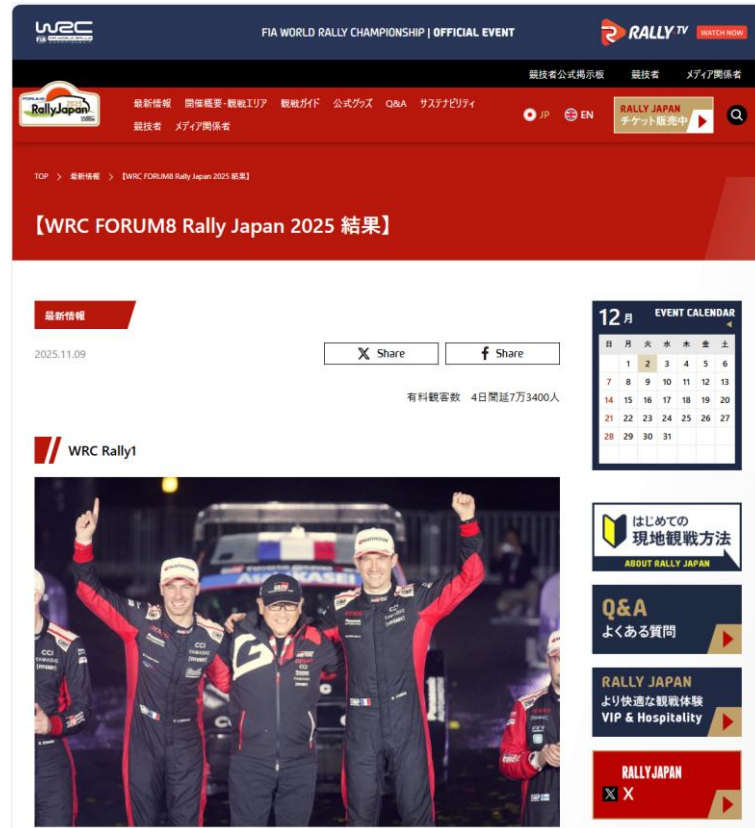 WRC
FIA WORLD RALLY CHAMPIONSHIP | OFFICIAL EVENT
RALLY.TV
WATCH NOW
競技者公式掲示板 競技者 メディア関係者
FORUM8
RallyJapan
2025
最新情報 開催概要・観戦エリア 観戦ガイド 公式グッズ Q&A サステナビリティ
競技者 メディア関係者
JP EN
RALLY JAPAN
チケット販売中
TOP > 最新情報 > 【WRC FORUM8 Rally Japan 2025 結果】
【WRC FORUM8 Rally Japan 2025 結果】
最新情報
2025.11.09
X Share
f Share
有料観客数 4日間延7万3400人
WRC Rally1
12月 EVENT CALENDAR
日 月 火 水 木 金 土
1 2 3 4 5 6
7 8 9 10 11 12 13
14 15 16 17 18 19 20
21 22 23 24 25 26 27
28 29 30 31
はじめての
現地観戦方法
ABOUT RALLY JAPAN
Q&A
よくある質問
RALLY JAPAN
より快適な観戦体験
VIP & Hospitality
RALLY JAPAN
X X